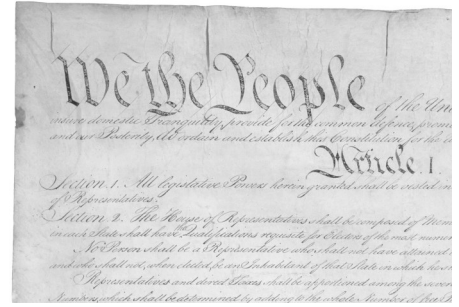 We the People of the Uni
insure domestic Tranquility, provide for the common defence, promo
and our Posterity, do ordain and establish this Constitution for the
Article. I
Section. 1. All legislative Powers herein granted shall be vested in
of Representatives.
Section. 2. The House of Representatives shall be composed of Mem
in each State shall have Qualifications requisite for Electors of the most numer
No Person shall be a Representative who shall not have attained
and who shall not, when elected, be an Inhabitant of that State in which he sha
Representatives and direct Taxes shall be apportioned among the several
Numbers, which shall be determined by adding to the whole Number of free P